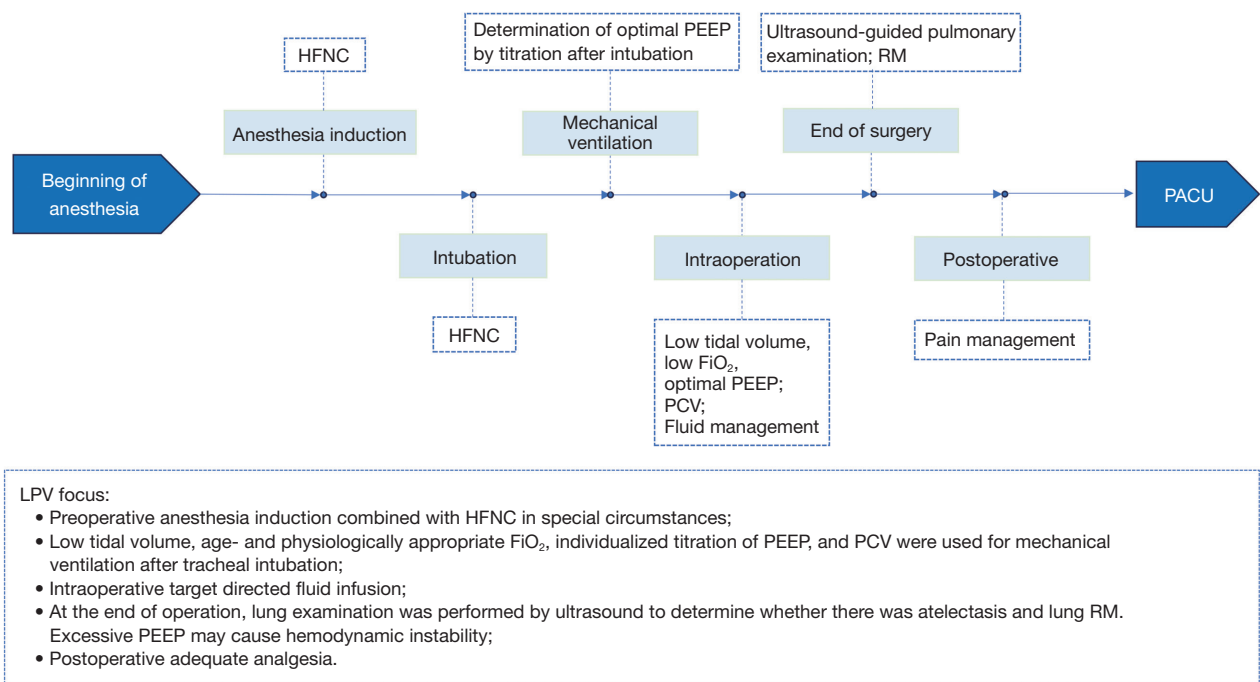 Determination of optimal PEEP
by titration after intubation
Ultrasound-guided pulmonary
examination; RM
HFNC
Anesthesia induction
Mechanical
ventilation
End of surgery
Beginning of
anesthesia
PACU
Intubation
Intraoperation
Postoperative
HFNC
Low tidal volume,
low FiO₂,
optimal PEEP;
PCV;
Fluid management
Pain management
LPV focus:
• Preoperative anesthesia induction combined with HFNC in special circumstances;
• Low tidal volume, age- and physiologically appropriate FiO₂, individualized titration of PEEP, and PCV were used for mechanical
ventilation after tracheal intubation;
• Intraoperative target directed fluid infusion;
• At the end of operation, lung examination was performed by ultrasound to determine whether there was atelectasis and lung RM.
Excessive PEEP may cause hemodynamic instability;
• Postoperative adequate analgesia.